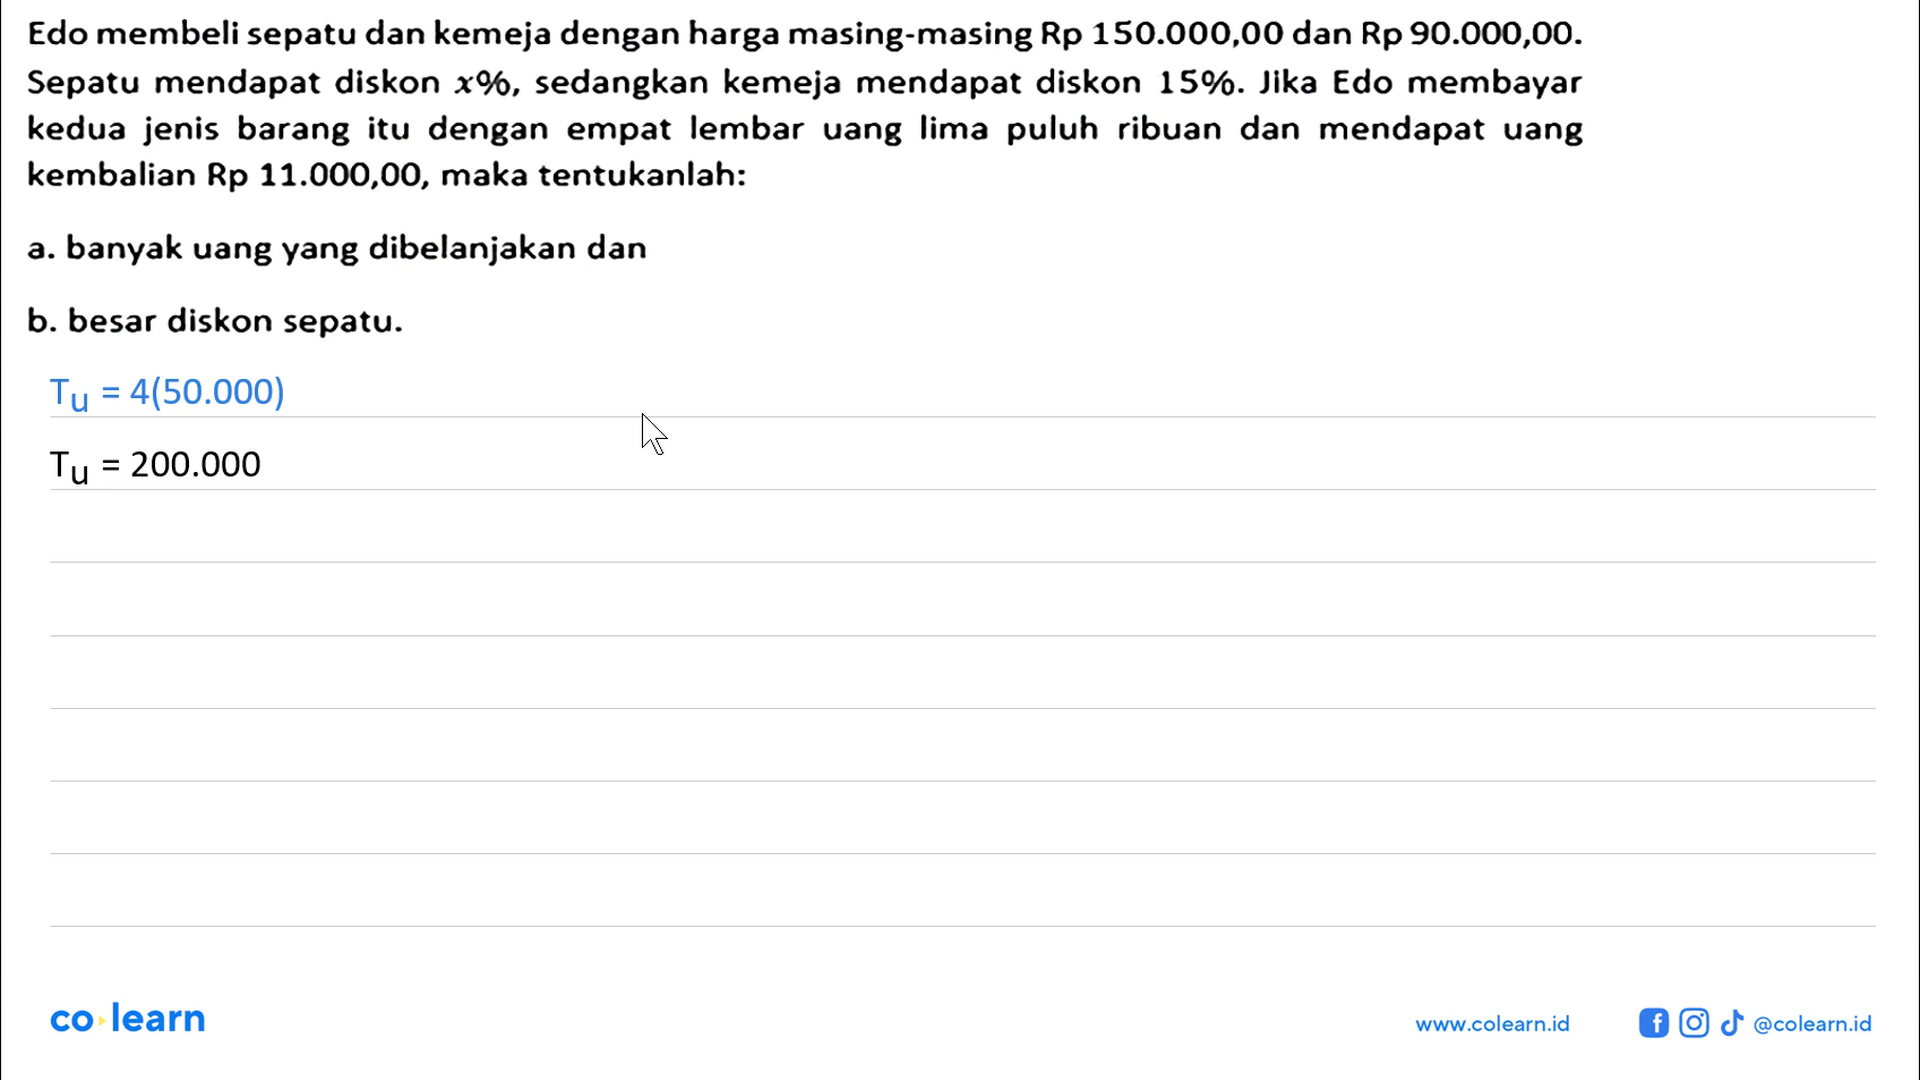 Edo membeli sepatu dan kemeja dengan harga masing-masing Rp 150.000,00 dan Rp 90.000,00.
Sepatu mendapat diskon x%, sedangkan kemeja mendapat diskon 15%. Jika Edo membayar
kedua jenis barang itu dengan empat lembar uang lima puluh ribuan dan mendapat uang
kembalian Rp 11.000,00, maka tentukanlah:
a. banyak uang yang dibelanjakan dan
b. besar diskon sepatu.
Tu = 4(50.000)
Tu = 200.000
co learn
www.colearn.id
@colearn.id